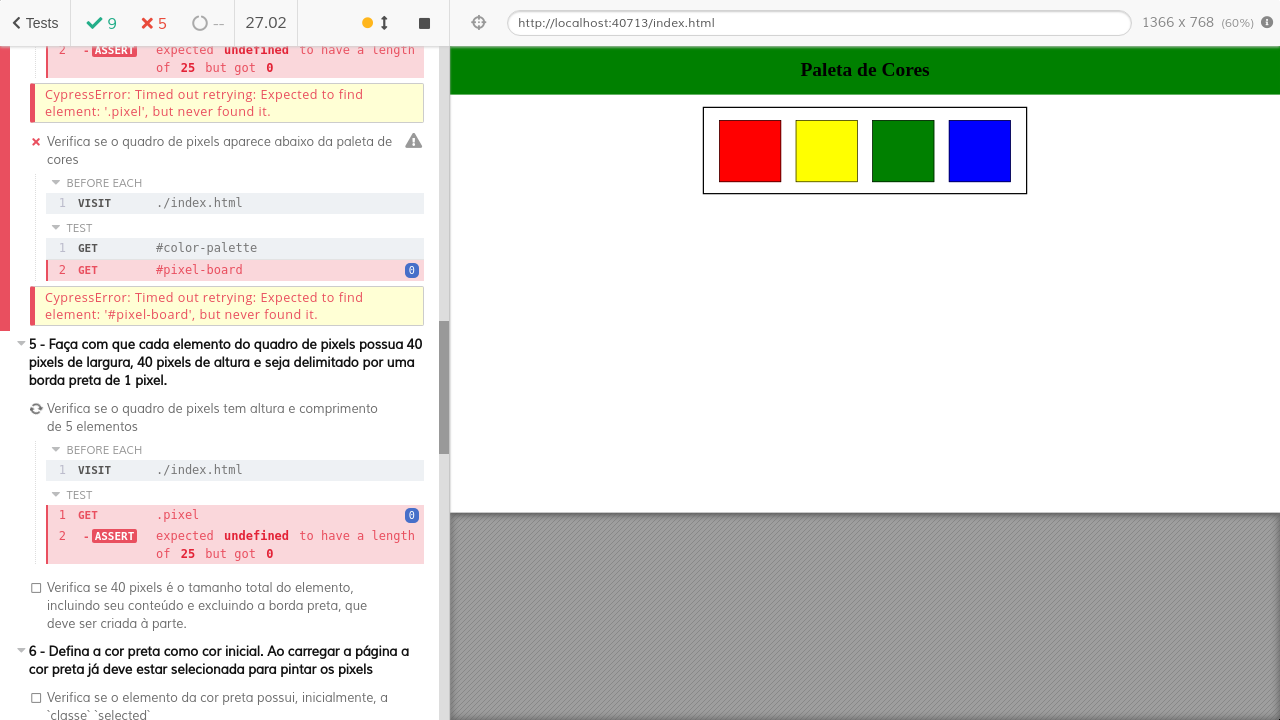 Tests
9
5
--
27.02
http://localhost:40713/index.html
1366 x 768 (60%)
2 -ASSERT expected undefined to have a length
of 25 but got 0
CypressError: Timed out retrying: Expected to find
element: '.pixel', but never found it.
Verifica se o quadro de pixels aparece abaixo da paleta de
cores
BEFORE EACH
1 VISIT ./index.html
TEST
1 GET #color-palette
2 GET #pixel-board 0
CypressError: Timed out retrying: Expected to find
element: '#pixel-board', but never found it.
5 - Faça com que cada elemento do quadro de pixels possua 40
pixels de largura, 40 pixels de altura e seja delimitado por uma
borda preta de 1 pixel.
Verifica se o quadro de pixels tem altura e comprimento
de 5 elementos
BEFORE EACH
1 VISIT ./index.html
TEST
1 GET .pixel 0
2 -ASSERT expected undefined to have a length
of 25 but got 0
Verifica se 40 pixels é o tamanho total do elemento,
incluindo seu conteúdo e excluindo a borda preta, que
deve ser criada à parte.
6 - Defina a cor preta como cor inicial. Ao carregar a página a
cor preta já deve estar selecionada para pintar os pixels
Verifica se o elemento da cor preta possui, inicialmente, a
`classe` `selected`
Paleta de Cores